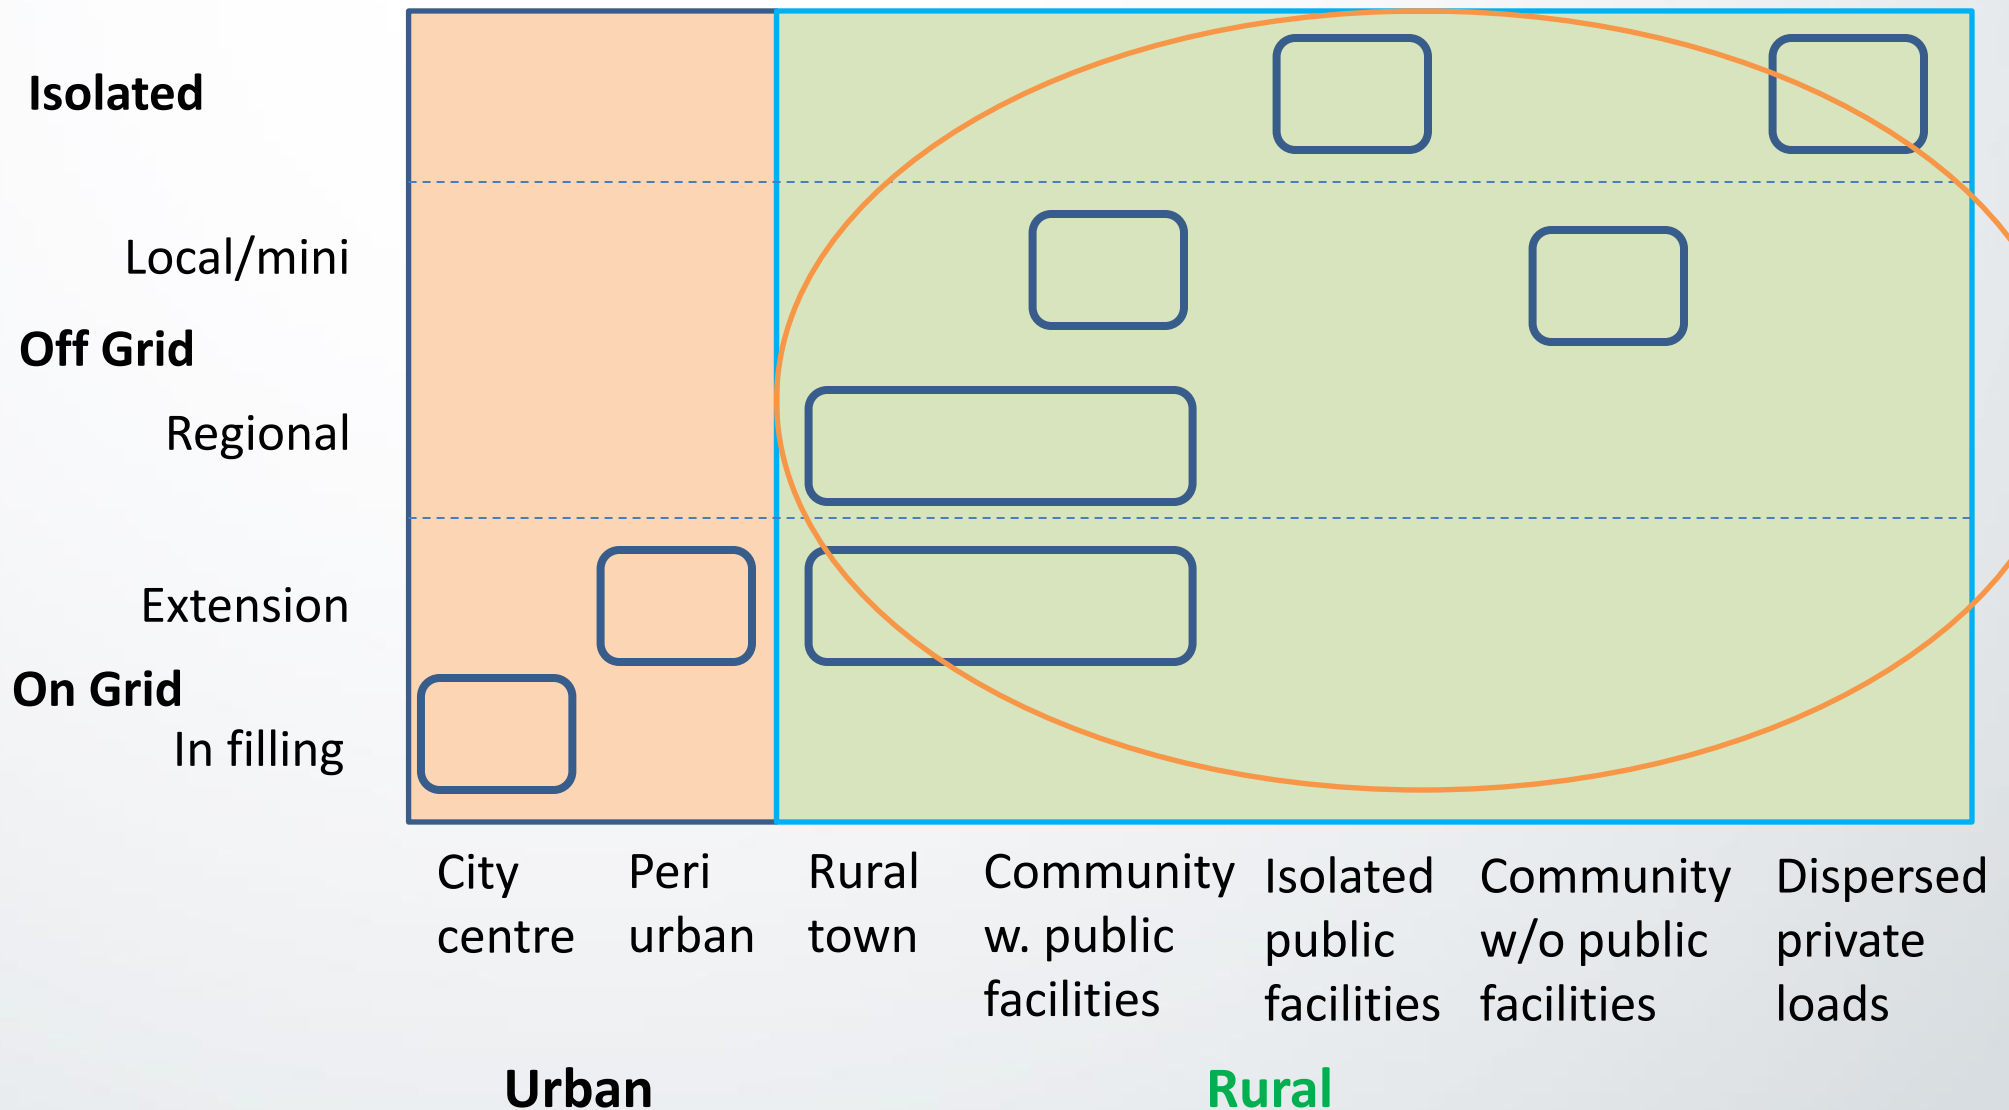 Isolated
Local/mini
Off Grid
Regional
Extension
On Grid
In filling
City
centre
Peri
urban
Rural
town
Community
w. public
facilities
Isolated
public
facilities
Community
w/o public
facilities
Dispersed
private
loads
Urban
Rural